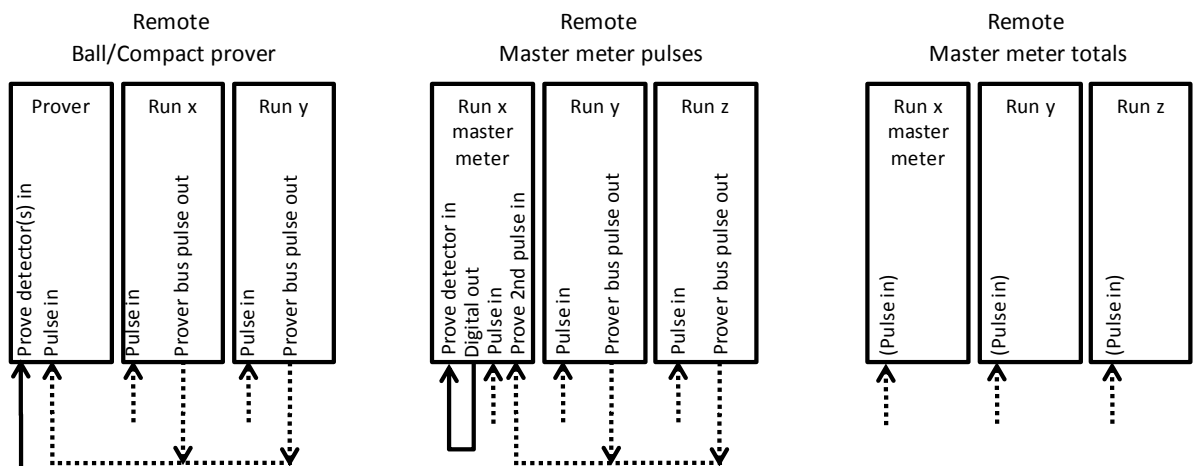 Remote
Ball/Compact prover
Prover
Prove detector(s) in
Pulse in
Run x
Pulse in
Prover bus pulse out
Run y
Pulse in
Prover bus pulse out
Remote
Master meter pulses
Run x
master
meter
Prove detector in
Digital out
Pulse in
Prove 2nd pulse in
Run y
Pulse in
Prover bus pulse out
Run z
Pulse in
Prover bus pulse out
Remote
Master meter totals
Run x
master
meter
(Pulse in)
Run y
(Pulse in)
Run z
(Pulse in)